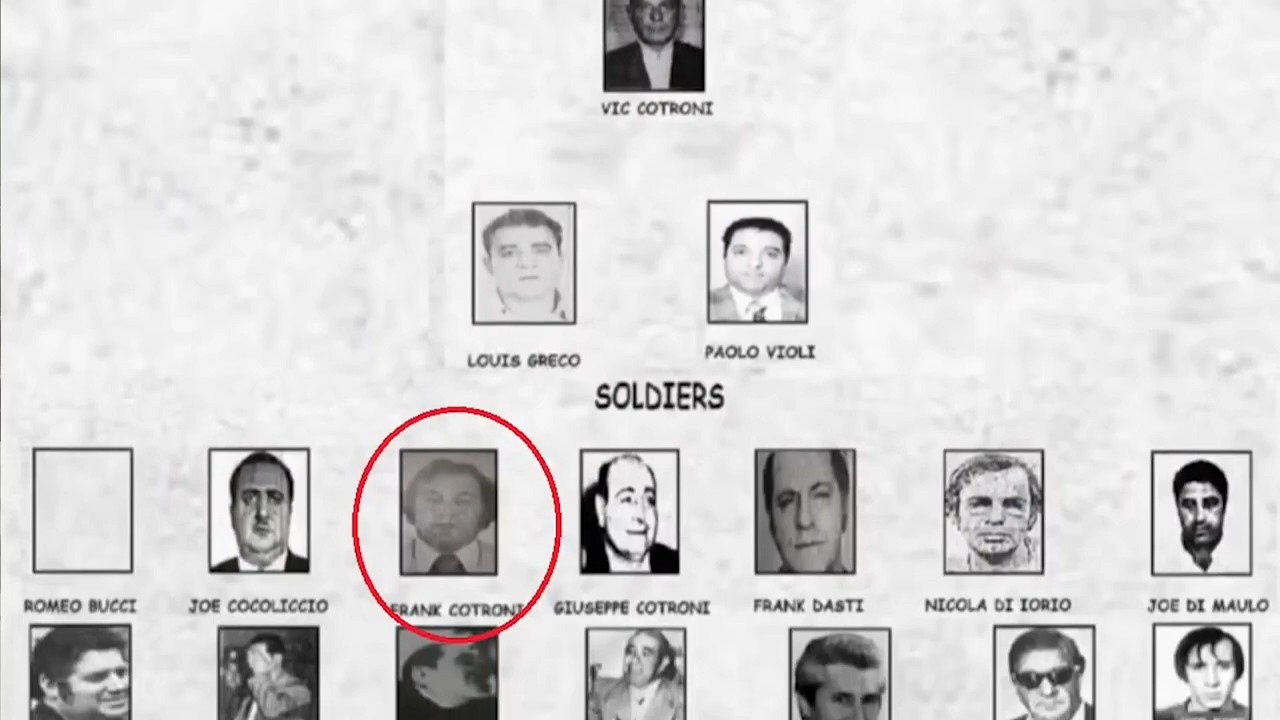 VIC COTRONI
LOUIS GRECO
PAOLO VIOLI
SOLDIERS
ROMEO BUCCI
JOE COCOLICCIO
FRANK COTRONI
GIUSEPPE COTRONI
FRANK DASTI
NICOLA DI IORIO
JOE DI MAULO